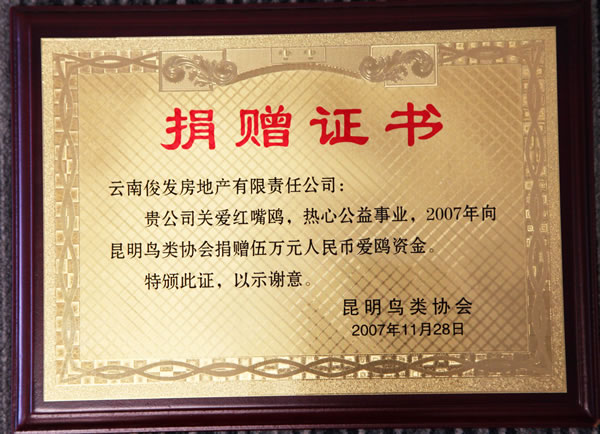 捐赠证书
云南俊发房地产有限责任公司：
贵公司关爱红嘴鸥，热心公益事业，2007年向
昆明鸟类协会捐赠伍万元人民币爱鸥资金。
特颁此证，以示谢意。
昆明鸟类协会
2007年11月28日